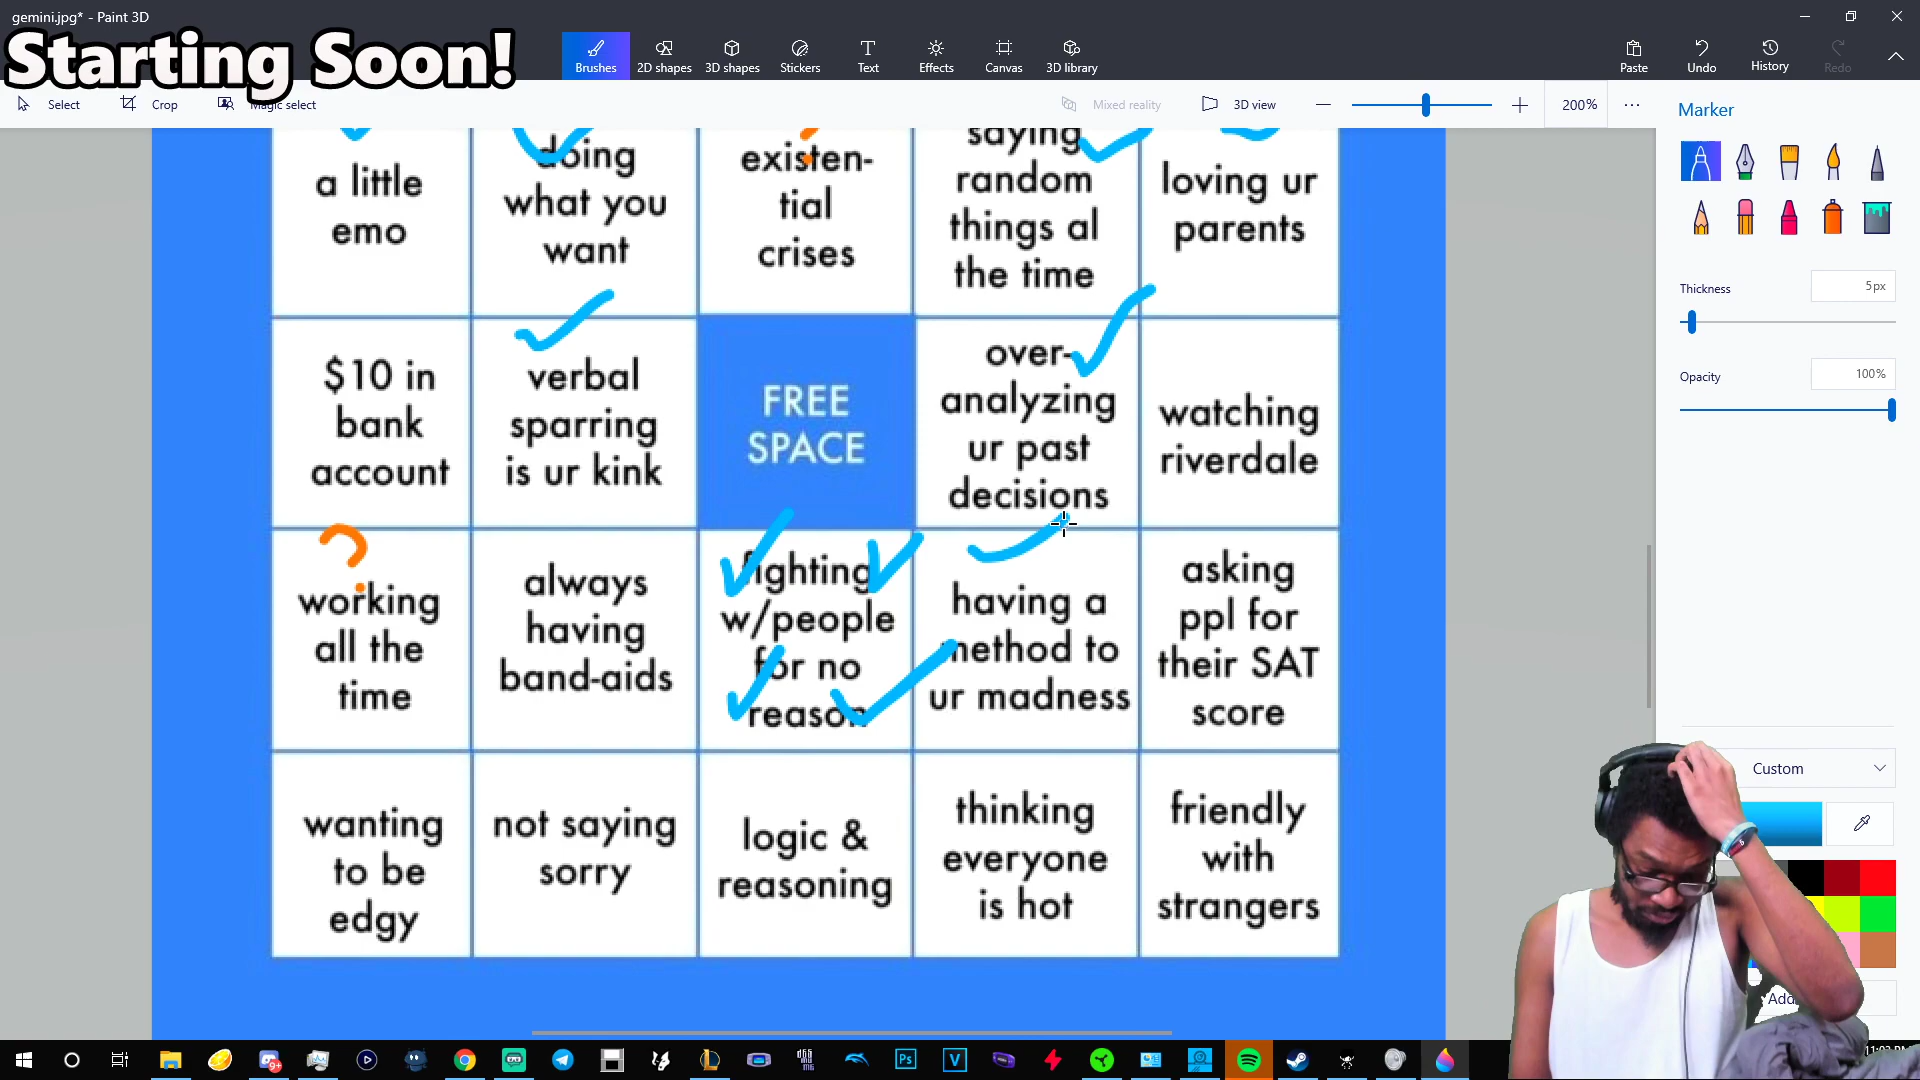 gemini.jpg* - Paint 3D
Starting Soon!
Brushes
2D shapes
3D shapes
Stickers
Text
Effects
Canvas
3D library
Paste
Undo
History
Redo
Select
Crop
Magic select
Mixed reality
3D view
200%
Marker
Thickness
5px
Opacity
100%
Custom
a little
emo
doing
what you
want
existen-
tial
crises
saying
random
things al
the time
loving ur
parents
$10 in
bank
account
verbal
sparring
is ur kink
FREE
SPACE
over-
analyzing
ur past
decisions
watching
riverdale
?
working
all the
time
always
having
band-aids
fighting
w/people
for no
reason
having a
method to
ur madness
asking
ppl for
their SAT
score
wanting
to be
edgy
not saying
sorry
logic &
reasoning
thinking
everyone
is hot
friendly
with
strangers
Ps
V